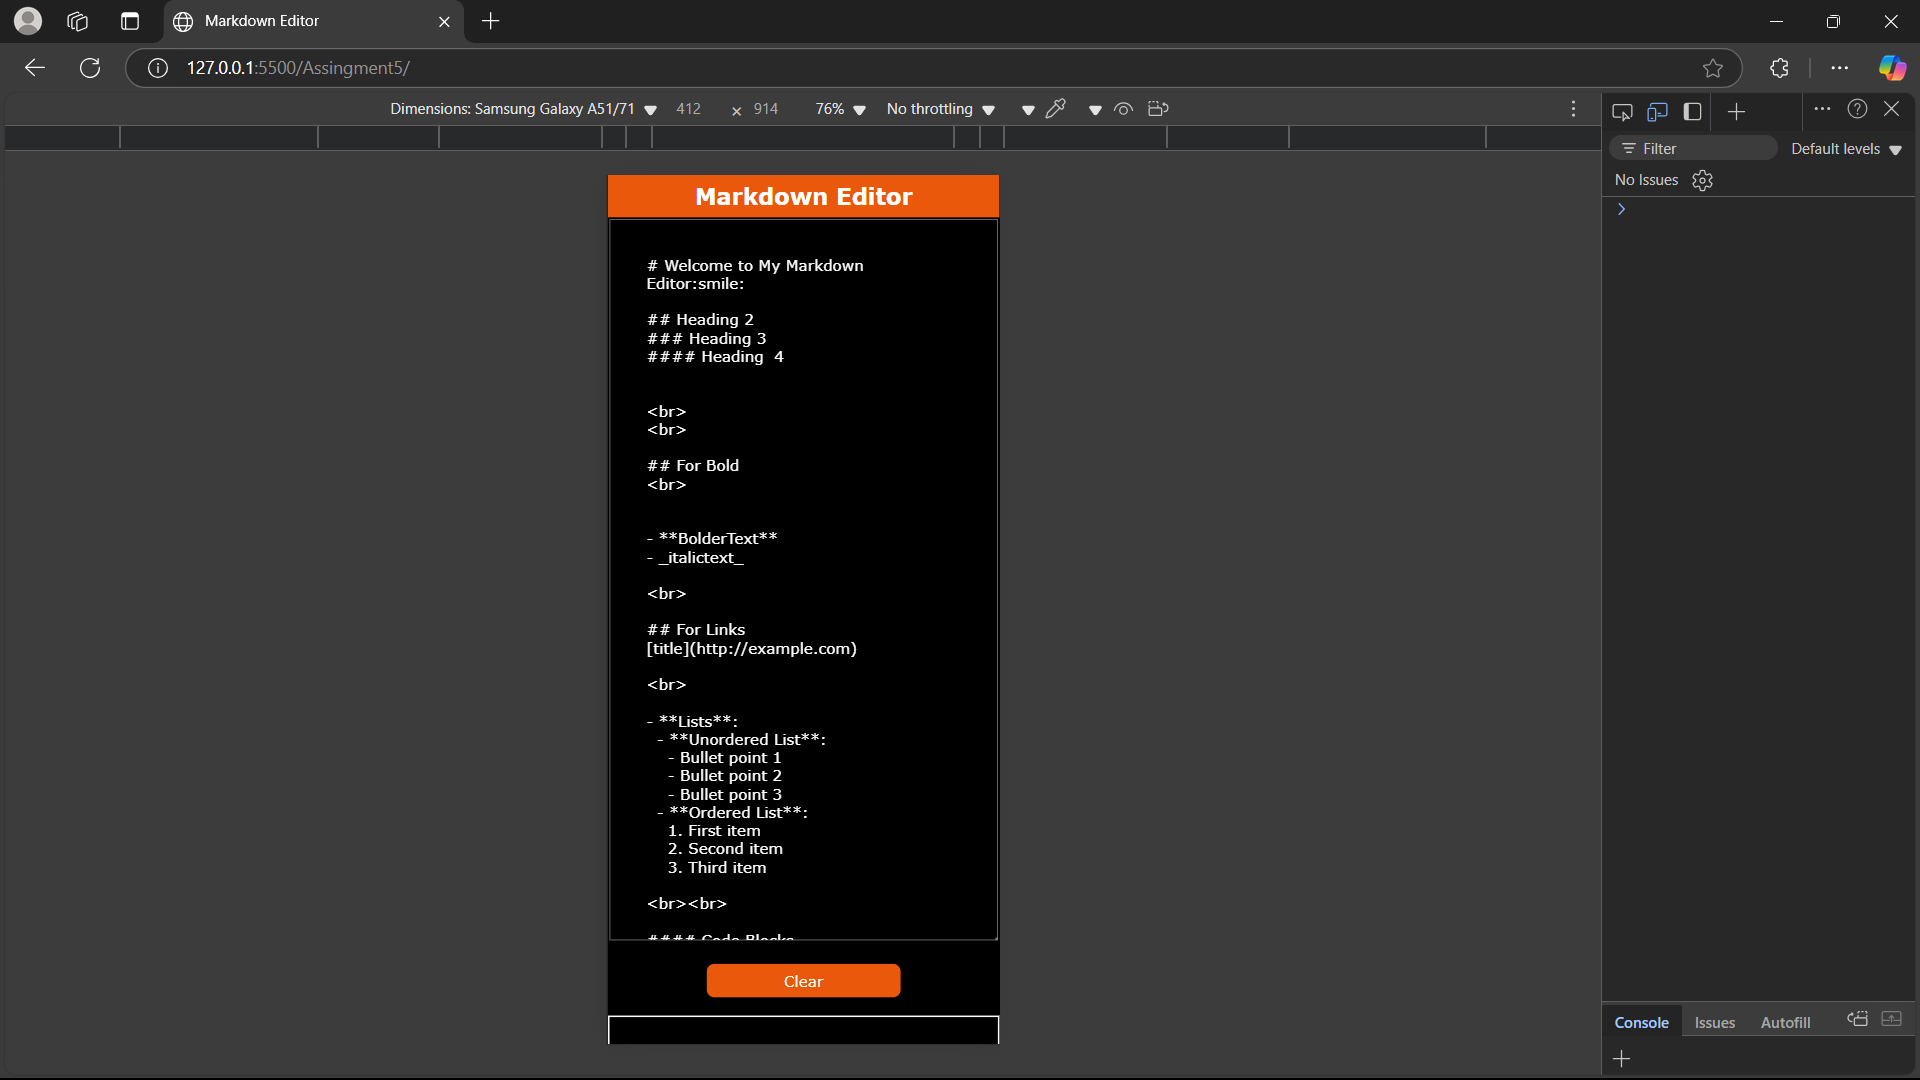 Markdown Editor
127.0.0.1:5500/Assingment5/
Dimensions: Samsung Galaxy A51/71 412 × 914 76% No throttling
Filter
Default levels
No Issues
Markdown Editor
# Welcome to My Markdown
Editor:smile:
## Heading 2
### Heading 3
#### Heading  4
<br>
<br>
## For Bold
<br>
- **BolderText**
- _italictext_
<br>
## For Links
[title](http://example.com)
<br>
- **Lists**:
  - **Unordered List**:
    - Bullet point 1
    - Bullet point 2
    - Bullet point 3
  - **Ordered List**:
    1. First item
    2. Second item
    3. Third item
<br><br>
#### Code Blocks
Clear
Console Issues Autofill